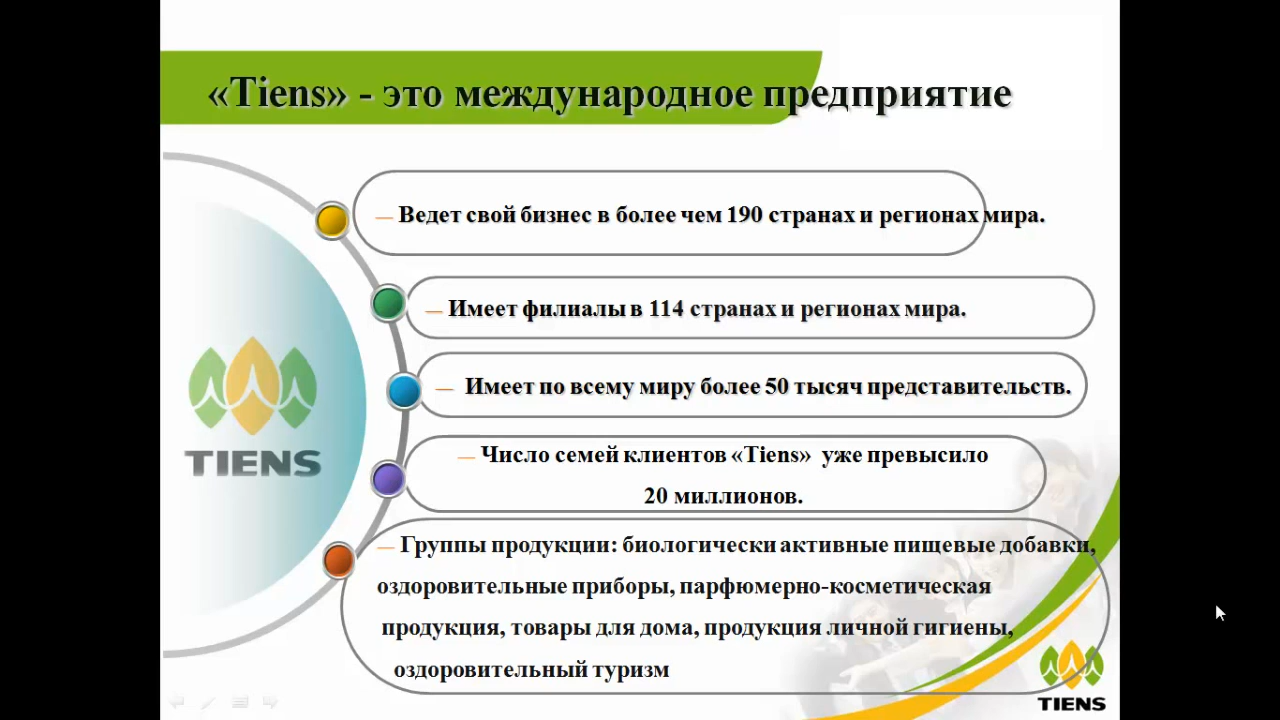 «Tiens» - это международное предприятие
— Ведет свой бизнес в более чем 190 странах и регионах мира.
— Имеет филиалы в 114 странах и регионах мира.
— Имеет по всему миру более 50 тысяч представительств.
— Число семей клиентов «Tiens» уже превысило
20 миллионов.
— Группы продукции: биологически активные пищевые добавки,
оздоровительные приборы, парфюмерно-косметическая
продукция, товары для дома, продукция личной гигиены,
оздоровительный туризм
TIENS
TIENS